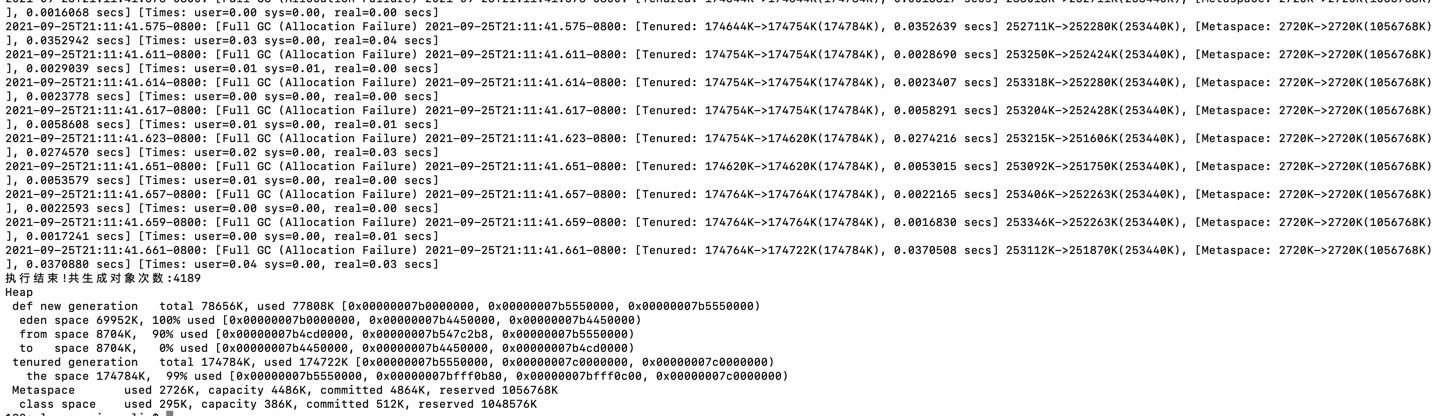 ], 0.0016068 secs] [Times: user=0.00 sys=0.00, real=0.00 secs]
2021-09-25T21:11:41.575-0800: [Full GC (Allocation Failure) 2021-09-25T21:11:41.575-0800: [Tenured: 174644K->174754K(174784K), 0.0352639 secs] 252711K->252280K(253440K), [Metaspace: 2720K->2720K(1056768K)
], 0.0352942 secs] [Times: user=0.03 sys=0.00, real=0.04 secs]
2021-09-25T21:11:41.611-0800: [Full GC (Allocation Failure) 2021-09-25T21:11:41.611-0800: [Tenured: 174754K->174754K(174784K), 0.0028690 secs] 253250K->252424K(253440K), [Metaspace: 2720K->2720K(1056768K)
], 0.0029039 secs] [Times: user=0.01 sys=0.01, real=0.00 secs]
2021-09-25T21:11:41.614-0800: [Full GC (Allocation Failure) 2021-09-25T21:11:41.614-0800: [Tenured: 174754K->174754K(174784K), 0.0023407 secs] 253318K->252280K(253440K), [Metaspace: 2720K->2720K(1056768K)
], 0.0023778 secs] [Times: user=0.00 sys=0.00, real=0.00 secs]
2021-09-25T21:11:41.617-0800: [Full GC (Allocation Failure) 2021-09-25T21:11:41.617-0800: [Tenured: 174754K->174754K(174784K), 0.0058291 secs] 253204K->252428K(253440K), [Metaspace: 2720K->2720K(1056768K)
], 0.0058608 secs] [Times: user=0.01 sys=0.00, real=0.01 secs]
2021-09-25T21:11:41.623-0800: [Full GC (Allocation Failure) 2021-09-25T21:11:41.623-0800: [Tenured: 174754K->174620K(174784K), 0.0274216 secs] 253215K->251606K(253440K), [Metaspace: 2720K->2720K(1056768K)
], 0.0274570 secs] [Times: user=0.02 sys=0.00, real=0.03 secs]
2021-09-25T21:11:41.651-0800: [Full GC (Allocation Failure) 2021-09-25T21:11:41.651-0800: [Tenured: 174620K->174620K(174784K), 0.0053015 secs] 253092K->251750K(253440K), [Metaspace: 2720K->2720K(1056768K)
], 0.0053579 secs] [Times: user=0.01 sys=0.00, real=0.00 secs]
2021-09-25T21:11:41.657-0800: [Full GC (Allocation Failure) 2021-09-25T21:11:41.657-0800: [Tenured: 174764K->174764K(174784K), 0.0022165 secs] 253406K->252263K(253440K), [Metaspace: 2720K->2720K(1056768K)
], 0.0022593 secs] [Times: user=0.00 sys=0.00, real=0.00 secs]
2021-09-25T21:11:41.659-0800: [Full GC (Allocation Failure) 2021-09-25T21:11:41.659-0800: [Tenured: 174764K->174764K(174784K), 0.0016830 secs] 253346K->252263K(253440K), [Metaspace: 2720K->2720K(1056768K)
], 0.0017241 secs] [Times: user=0.00 sys=0.00, real=0.01 secs]
2021-09-25T21:11:41.661-0800: [Full GC (Allocation Failure) 2021-09-25T21:11:41.661-0800: [Tenured: 174764K->174722K(174784K), 0.0370508 secs] 253112K->251870K(253440K), [Metaspace: 2720K->2720K(1056768K)
], 0.0370880 secs] [Times: user=0.04 sys=0.00, real=0.03 secs]
执行结束!共生成对象次数:4189
Heap
 def new generation   total 78656K, used 77808K [0x00000007b0000000, 0x00000007b5550000, 0x00000007b5550000)
  eden space 69952K, 100% used [0x00000007b0000000, 0x00000007b4450000, 0x00000007b4450000)
  from space 8704K,  90% used [0x00000007b4cd0000, 0x00000007b547c2b8, 0x00000007b5550000)
  to   space 8704K,   0% used [0x00000007b4450000, 0x00000007b4450000, 0x00000007b4cd0000)
 tenured generation   total 174784K, used 174722K [0x00000007b5550000, 0x00000007c0000000, 0x00000007c0000000)
   the space 174784K,  99% used [0x00000007b5550000, 0x00000007bfff0b80, 0x00000007bfff0c00, 0x00000007c0000000)
 Metaspace       used 2726K, capacity 4486K, committed 4864K, reserved 1056768K
  class space    used 295K, capacity 386K, committed 512K, reserved 1048576K